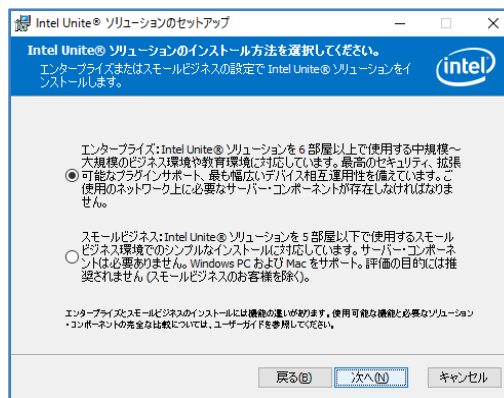 Intel Unite® ソリューションのセットアップ
Intel Unite® ソリューションのインストール方法を選択してください。
エンタープライズまたはスモールビジネスの設定で Intel Unite® ソリューションをイ
ンストールします。
intel
エンタープライズ: Intel Unite® ソリューションを 6 部屋以上で使用する中規模～
大規模のビジネス環境や教育環境に対応しています。最高のセキュリティ、拡張
可能なプラグインサポート、最も幅広いデバイス相互運用性を備えています。ご
使用のネットワーク上に必要なサーバー・コンポーネントが存在しなければなりま
せん。
スモールビジネス: Intel Unite® ソリューションを 5 部屋以下で使用するスモール
ビジネス環境でのシンプルなインストールに対応しています。サーバー・コンポーネ
ントは必要ありません。Windows PC および Mac をサポート。評価の目的には推
奨されません (スモールビジネスのお客様を除く)。
エンタープライズとスモールビジネスのインストールには機能の違いがあります。使用可能な機能と必要なソリューション
・コンポーネントの完全な比較については、ユーザーガイドを参照してください。
戻る(B)
次へ(N)
キャンセル